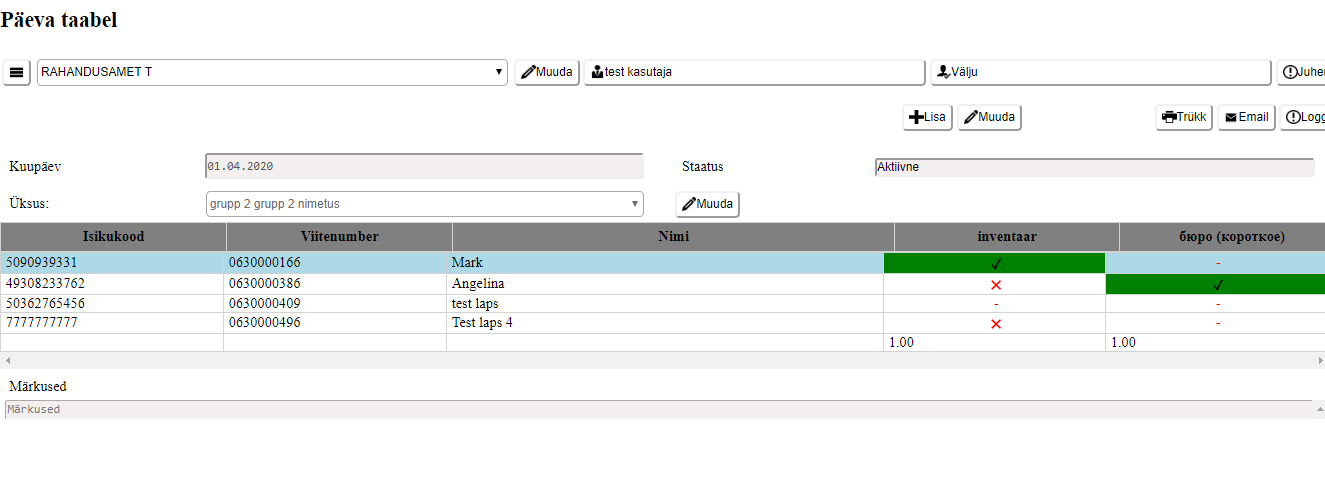 Päeva taabel
RAHANDUSAMET T Muuda test kasutaja Välju
Lisa Muuda Trükk Email
Kuupäev 01.04.2020 Staatus Aktiivne
Üksus: grupp 2 grupp 2 nimetus Muuda
Isikukood Viitenumber Nimi inventaar бюро (короткое)
5090939331 0630000166 Mark ✓ -
49308233762 0630000386 Angelina ✕ ✓
50362765456 0630000409 test laps - -
7777777777 0630000496 Test laps 4 ✕ -
1.00 1.00
Märkused
Märkused